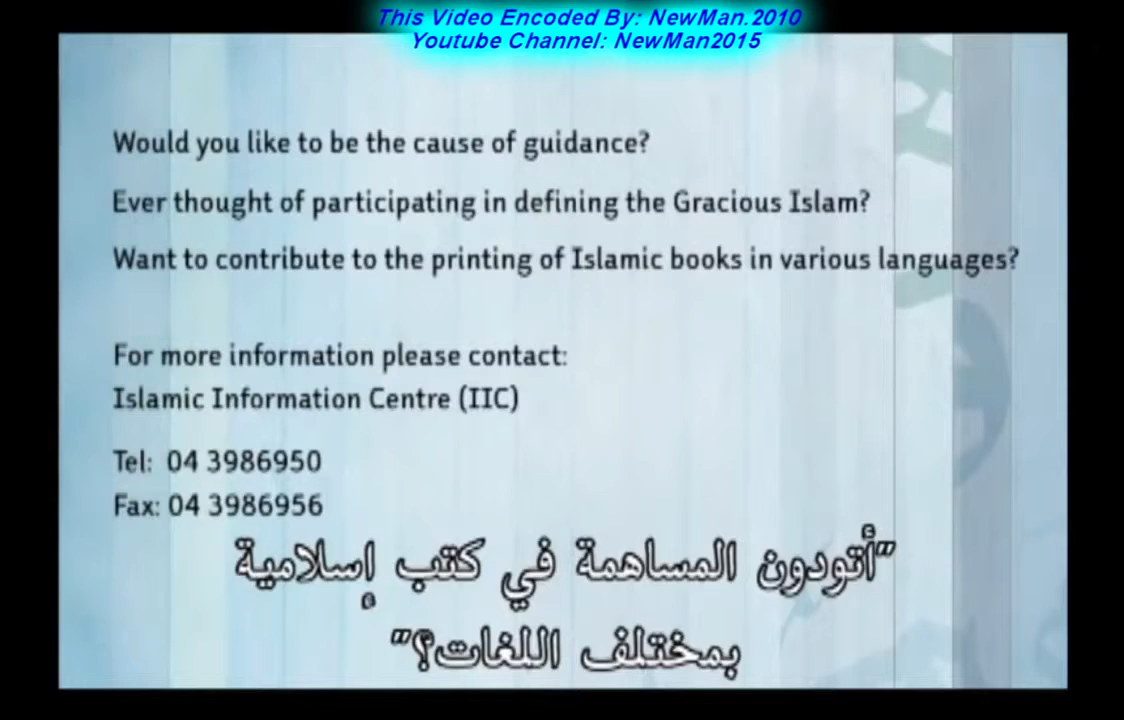 This Video Encoded By: NewMan.2010
Youtube Channel: NewMan2015
Would you like to be the cause of guidance?
Ever thought of participating in defining the Gracious Islam?
Want to contribute to the printing of Islamic books in various languages?
For more information please contact:
Islamic Information Centre (IIC)
Tel: 04 3986950
Fax: 04 3986956
"أتودون المساهمة في كتب إسلامية
بمختلف اللغات؟"